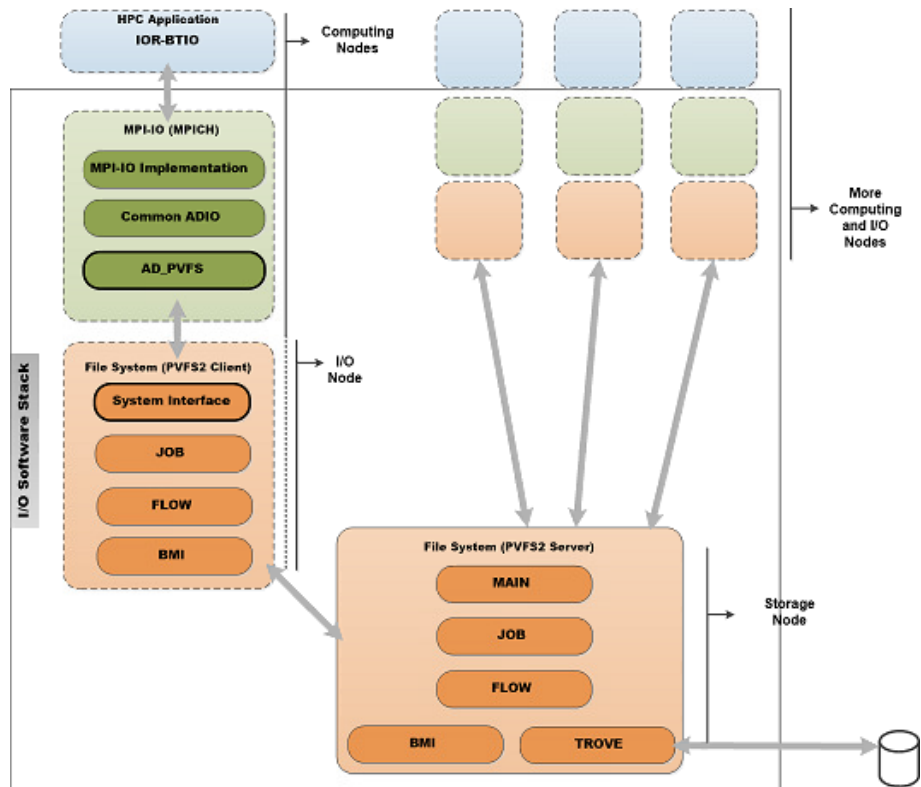 HPC Application
IOR-BTIO
Computing
Nodes
MPI-IO (MPICH)
MPI-IO Implementation
Common ADIO
AD_PVFS
More
Computing
and I/O
Nodes
File System (PVFS2 Client)
System Interface
JOB
FLOW
BMI
I/O
Node
I/O Software Stack
File System (PVFS2 Server)
MAIN
JOB
FLOW
BMI
TROVE
Storage
Node